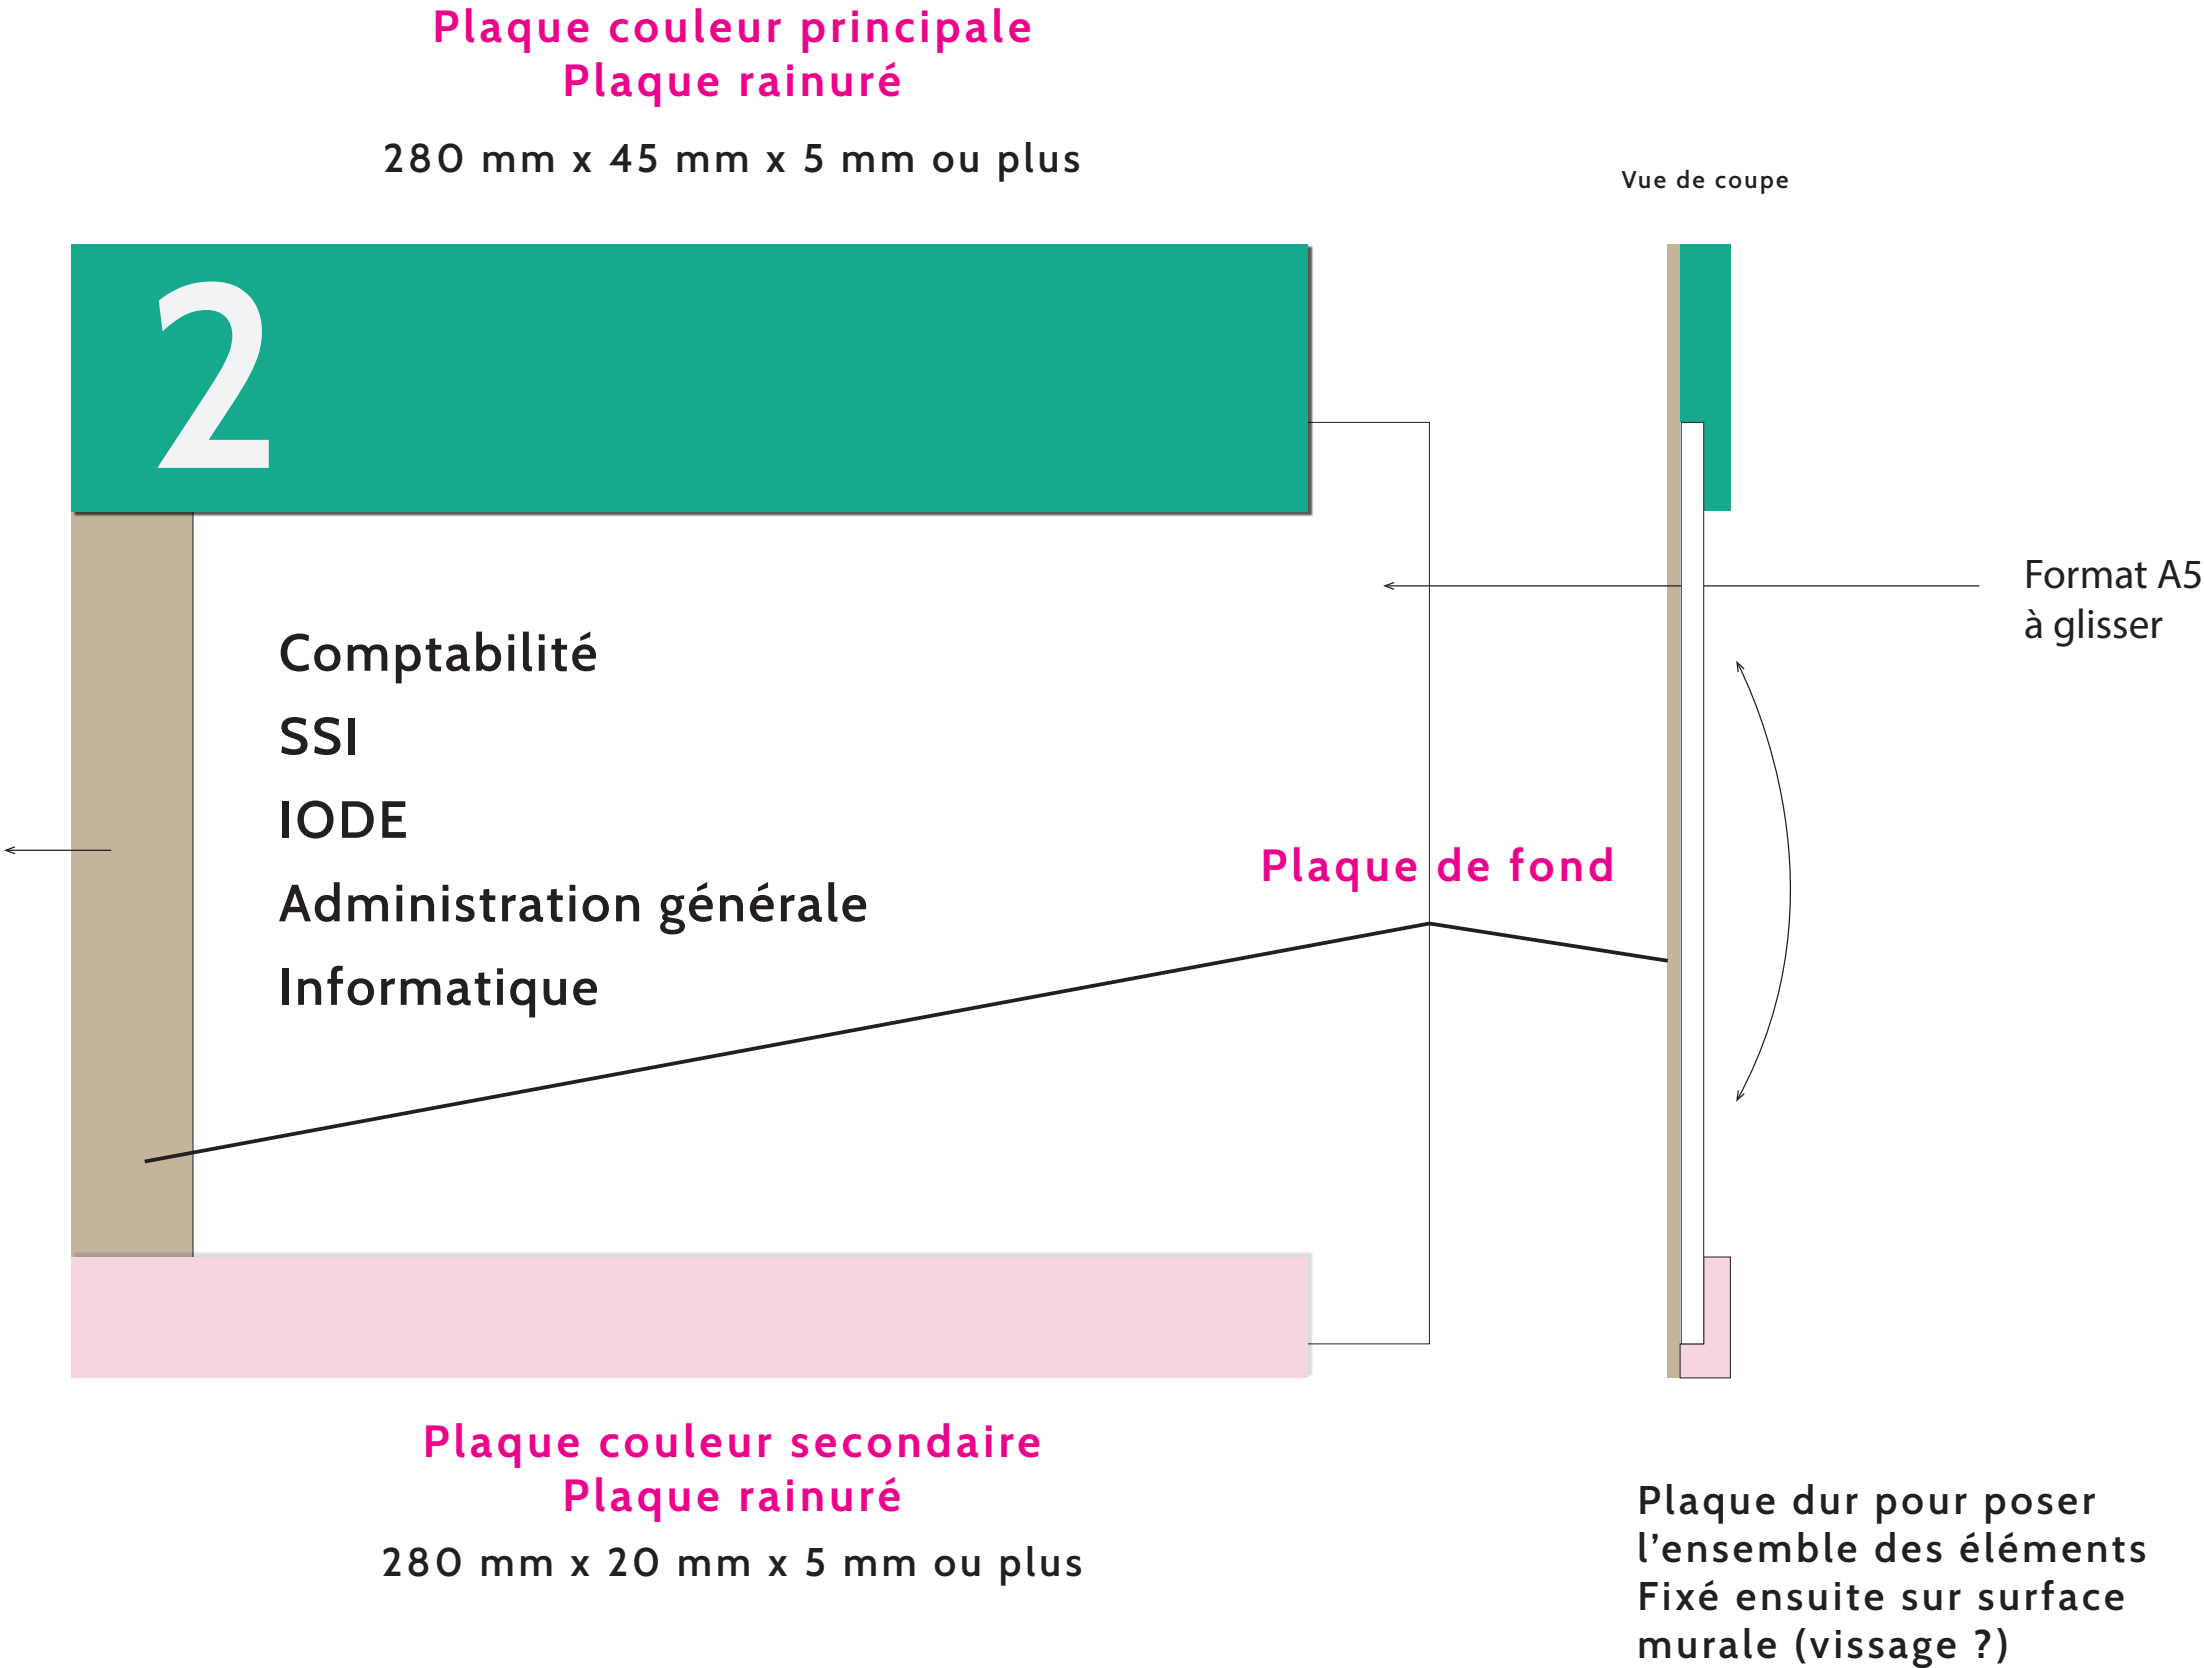 Plaque couleur principale
Plaque rainuré
280 mm x 45 mm x 5 mm ou plus
Vue de coupe
2
Format A5
à glisser
Comptabilité
SSI
IODE
Administration générale
Informatique
Plaque de fond
Plaque couleur secondaire
Plaque rainuré
280 mm x 20 mm x 5 mm ou plus
Plaque dur pour poser
l'ensemble des éléments
Fixé ensuite sur surface
murale (vissage ?)